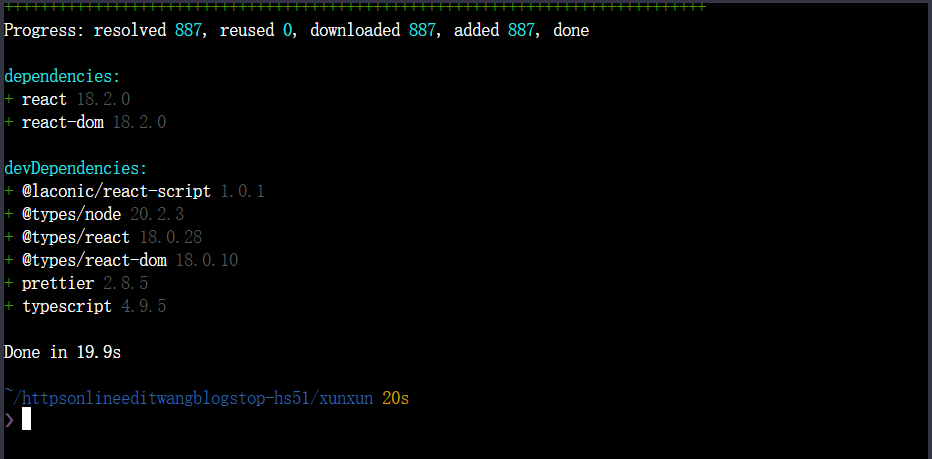 ++++++++++++++++++++++++++++++++++++++++++++++++++++++++++++++++++++++++++++++
Progress: resolved 887, reused 0, downloaded 887, added 887, done
dependencies:
+ react 18.2.0
+ react-dom 18.2.0
devDependencies:
+ @laconic/react-script 1.0.1
+ @types/node 20.2.3
+ @types/react 18.0.28
+ @types/react-dom 18.0.10
+ prettier 2.8.5
+ typescript 4.9.5
Done in 19.9s
~/httpsonlineeditwangblogstop-hs51/xunxun 20s
❯